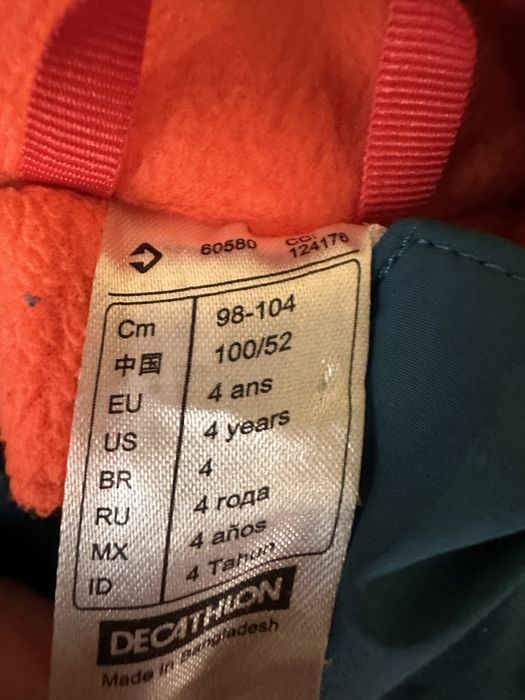 60580 CC: 124176
Cm 98-104
中国 100/52
EU 4 ans
US 4 years
BR 4
RU 4 года
MX 4 años
ID 4 Tahun
DECATHLON
Made in Bangladesh